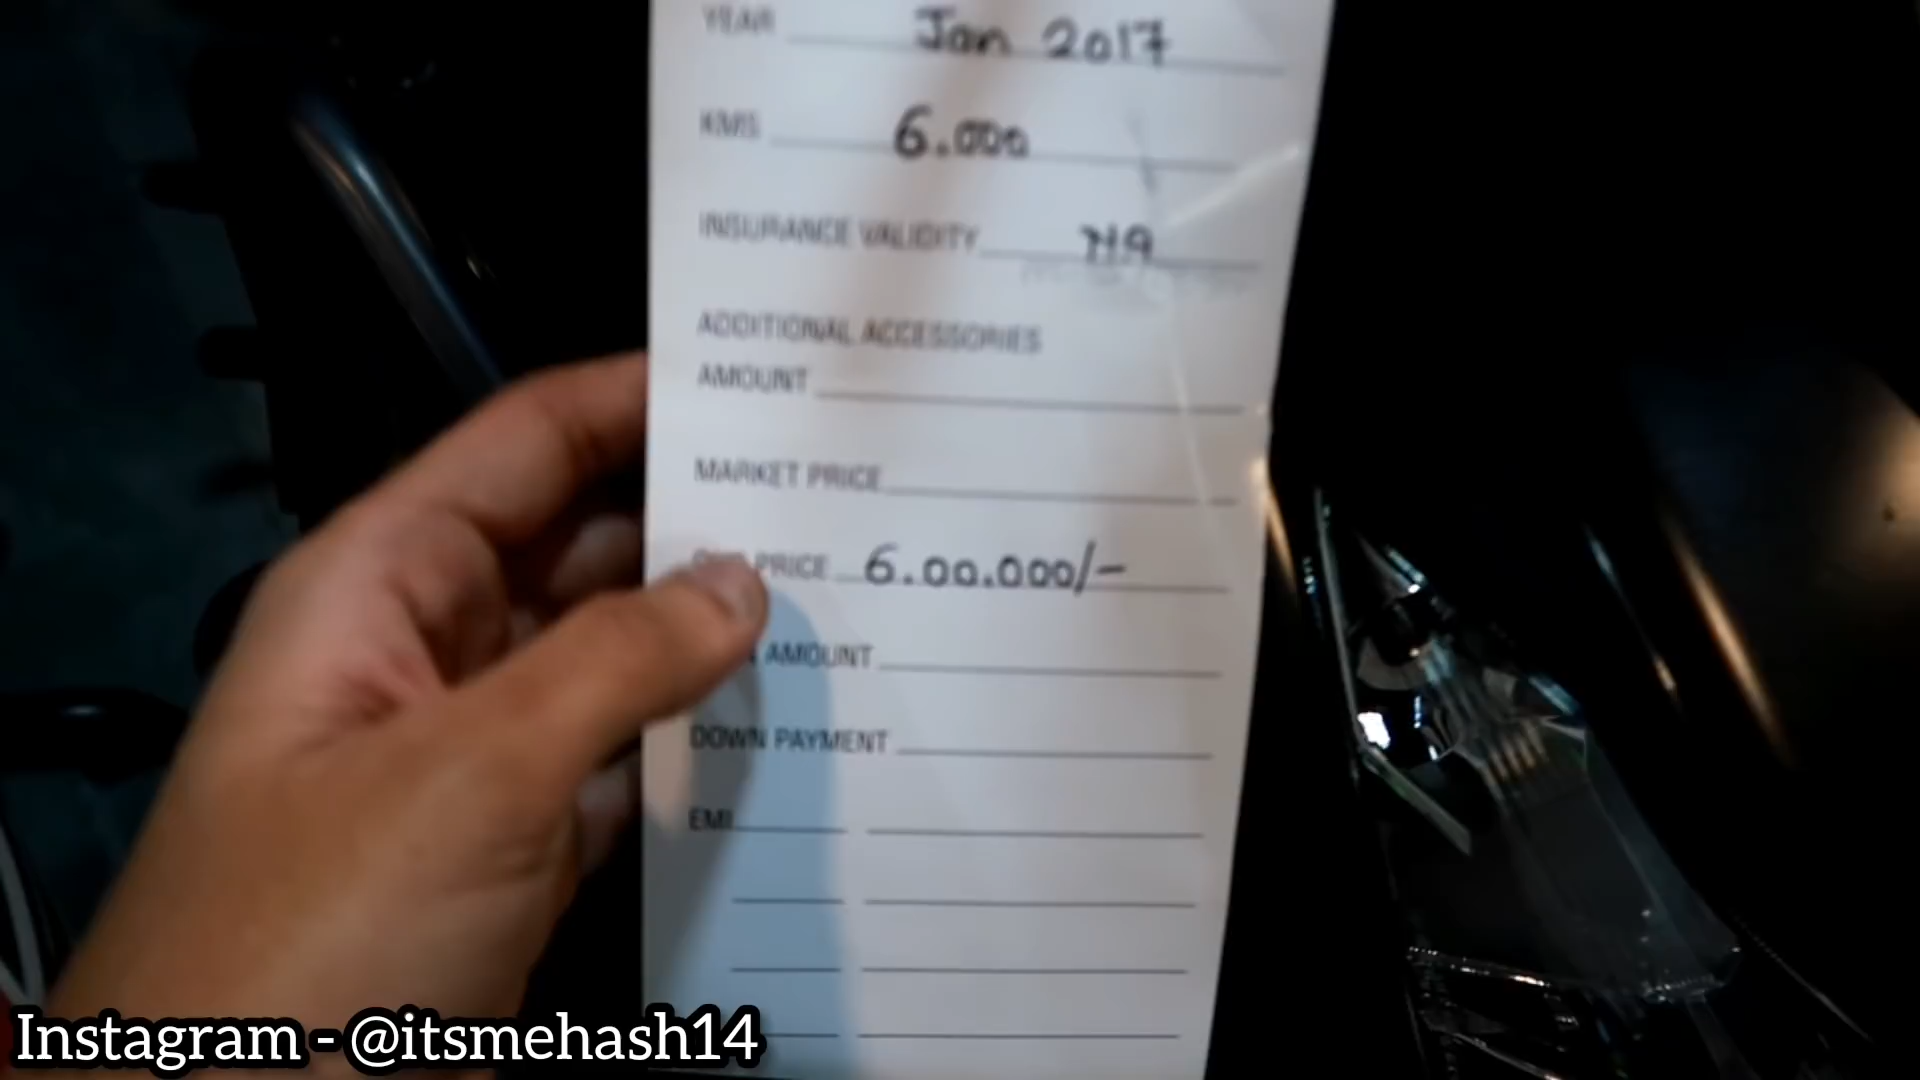 YEAR Jan 2017
KMS 6.000
INSURANCE VALIDITY NA
ADDITIONAL ACCESSORIES
AMOUNT
MARKET PRICE
PRICE 6.00.000/-
AMOUNT
DOWN PAYMENT
EMI
Instagram - @itsmehash14